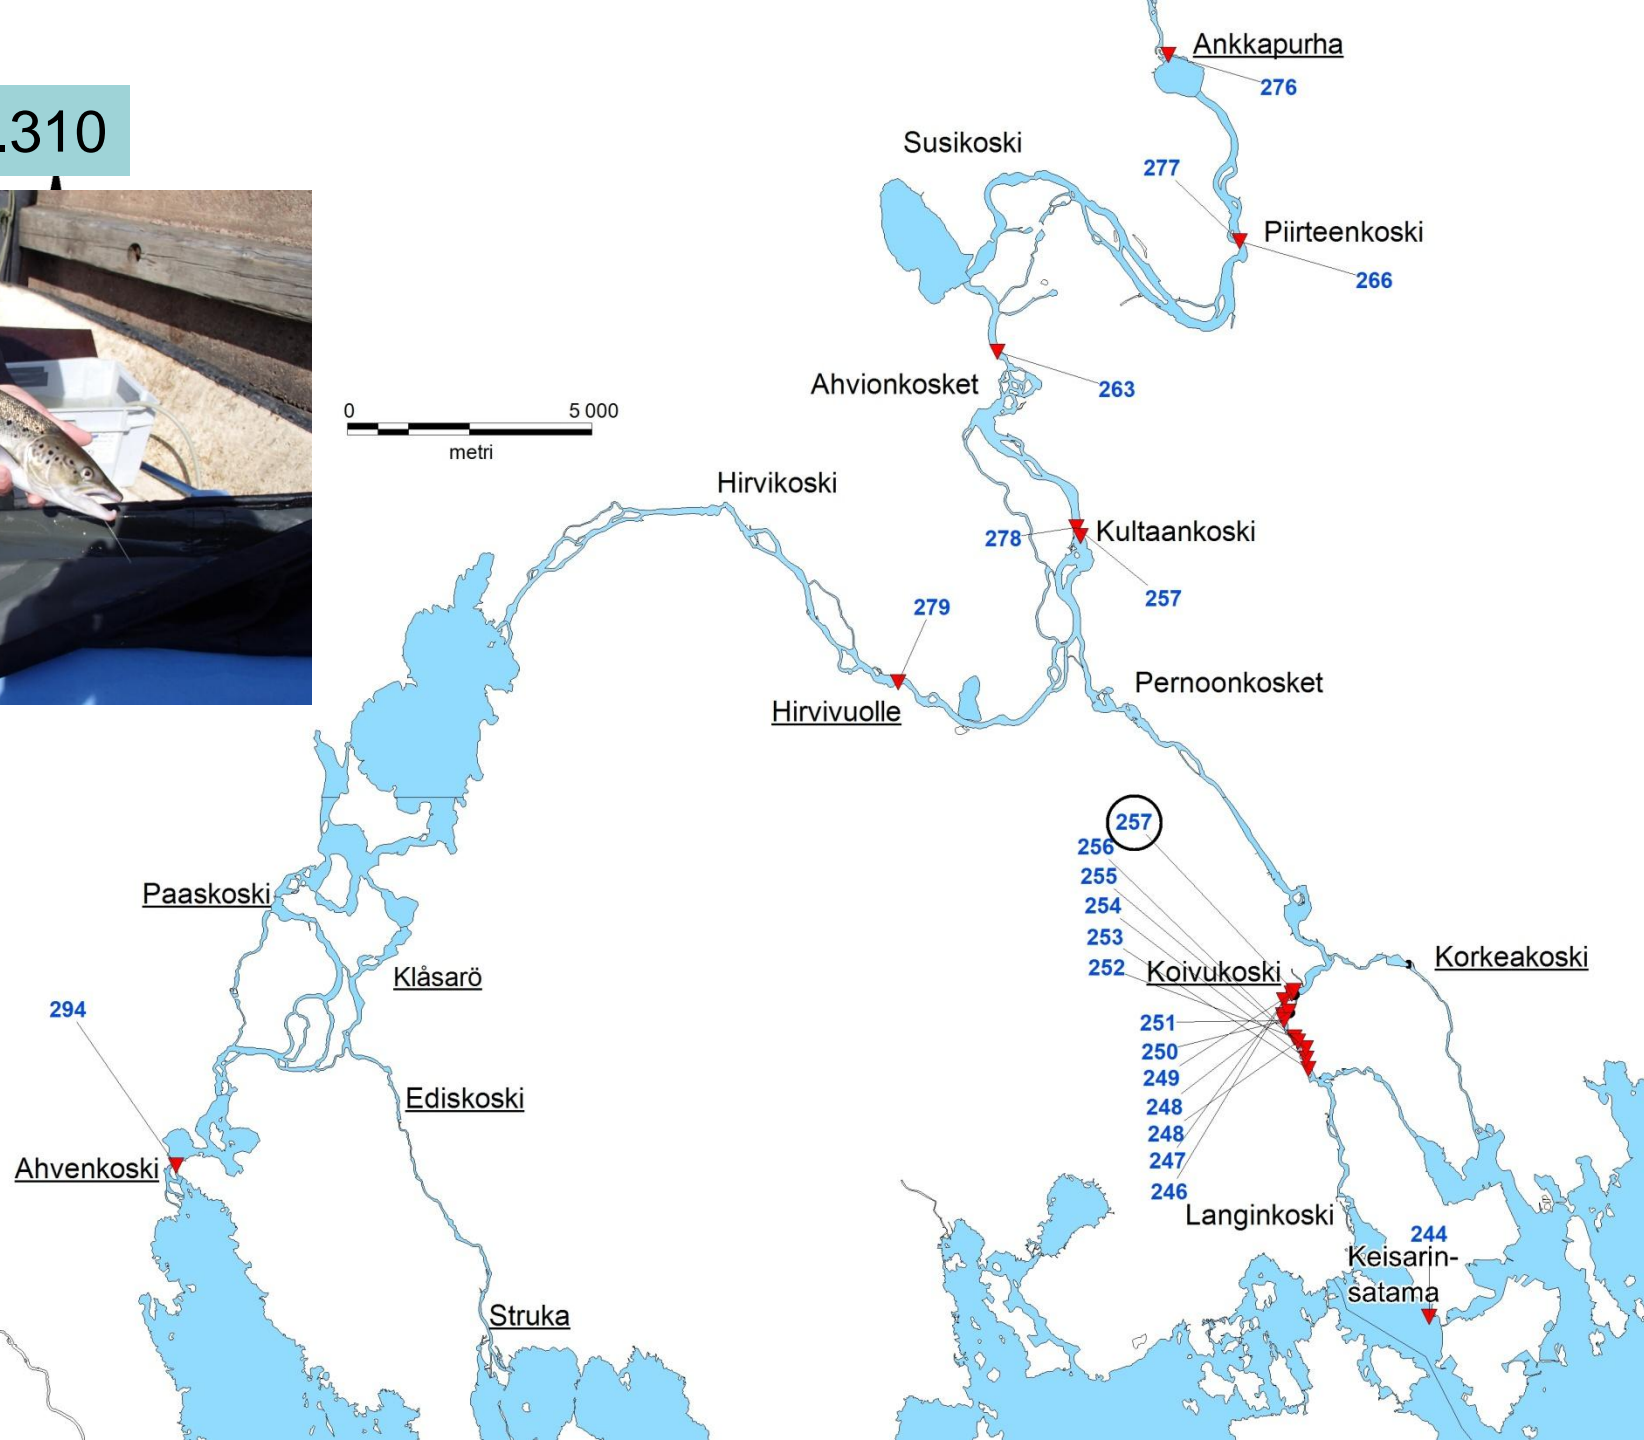 Ankkapurha
276
.310
Susikoski
277
Piirteenkoski
266
263
Ahvionkosket
0 5 000
metri
Hirvikoski
278
Kultaankoski
257
279
Pernoonkosket
Hirvivuolle
257
256
255
254
253
252
Paaskoski
Koivukoski
Korkeakoski
Klåsarö
294
251
250
249
248
248
247
246
Ediskoski
Ahvenkoski
Langinkoski
244
Keisarin-
satama
Struka